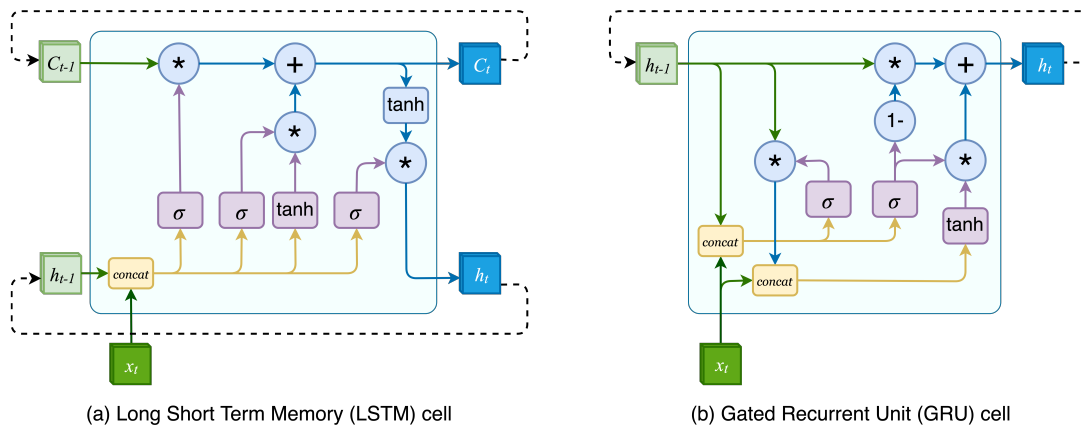 C_{t-1}
*
+
C_t
tanh
*
*
σ
σ
tanh
σ
h_{t-1}
concat
h_t
x_t
(a) Long Short Term Memory (LSTM) cell
h_{t-1}
*
+
h_t
1-
*
*
σ
σ
tanh
concat
concat
x_t
(b) Gated Recurrent Unit (GRU) cell